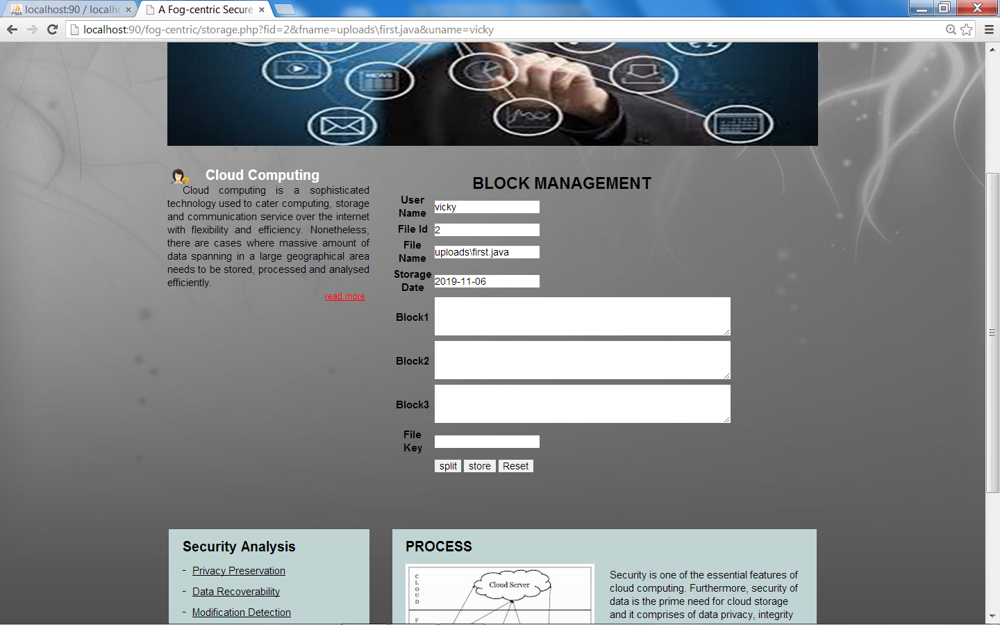 localhost:90 / localho
A Fog-centric Secure
localhost:90/fog-centric/storage.php?fid=2&fname=uploads\first.java&uname=vicky
NEWS
Cloud Computing
Cloud computing is a sophisticated
technology used to cater computing, storage
and communication service over the internet
with flexibility and efficiency. Nonetheless,
there are cases where massive amount of
data spanning in a large geographical area
needs to be stored, processed and analysed
efficiently.
read more
BLOCK MANAGEMENT
User
Name
vicky
File Id
2
File
Name
uploads\first.java
Storage
Date
2019-11-06
Block1
Block2
Block3
File
Key
split
store
Reset
Security Analysis
- Privacy Preservation
- Data Recoverability
- Modification Detection
PROCESS
CLOUD
Cloud Server
F
Security is one of the essential features of
cloud computing. Furthermore, security of
data is the prime need for cloud storage
and it comprises of data privacy, integrity